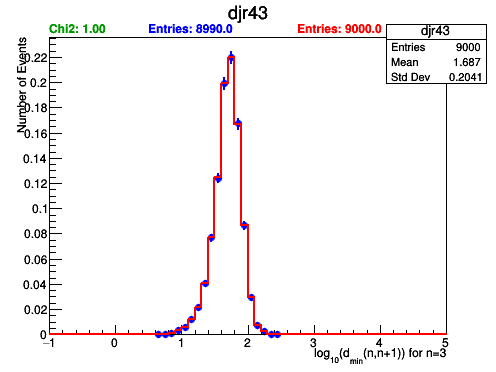 djr43
Chi2: 1.00 Entries: 8990.0 Entries: 9000.0
djr43
Entries 9000
Mean 1.687
Std Dev 0.2041
Number of Events
0.22
0.2
0.18
0.16
0.14
0.12
0.1
0.08
0.06
0.04
0.02
0
−1 0 1 2 3 4 5
log10(dmin(n,n+1)) for n=3